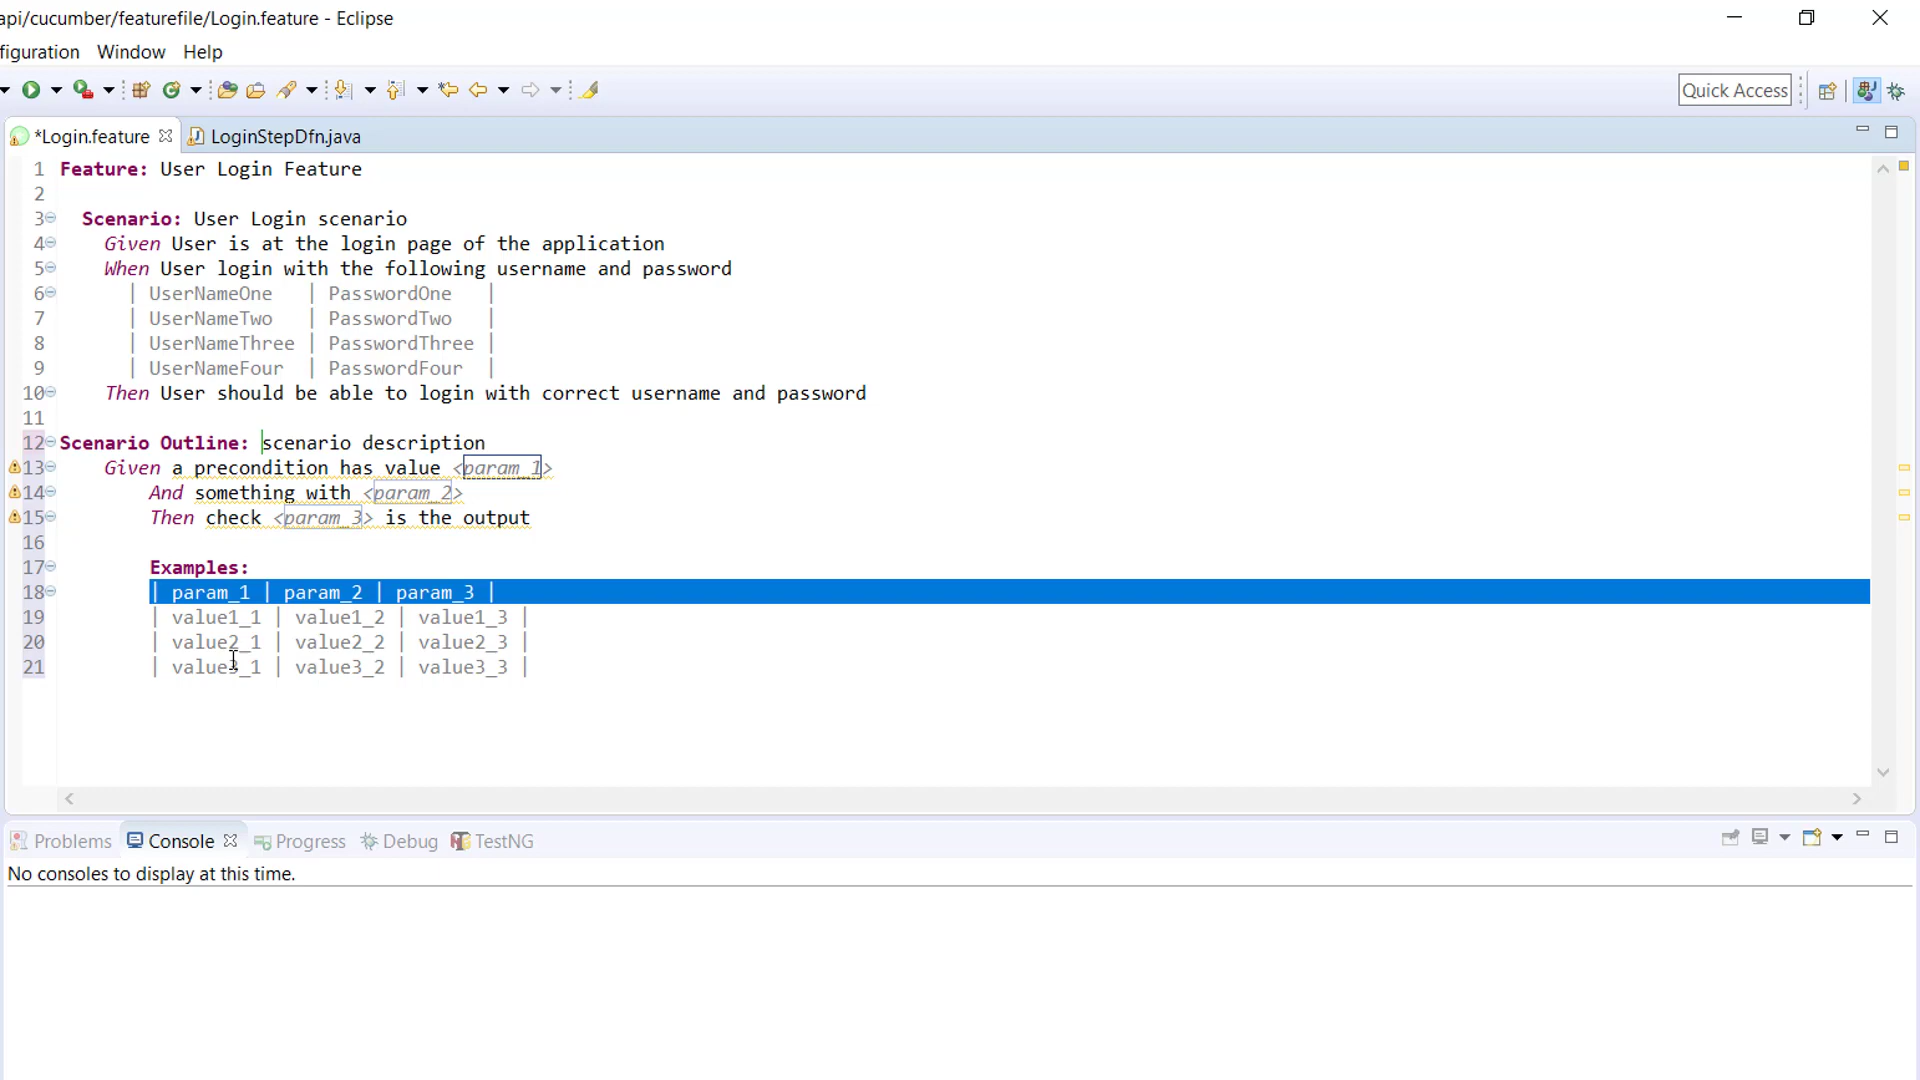 api/cucumber/featurefile/Login.feature - Eclipse
figuration Window Help
Quick Access
*Login.feature LoginStepDfn.java
1 Feature: User Login Feature
2
3 Scenario: User Login scenario
4 Given User is at the login page of the application
5 When User login with the following username and password
6 | UserNameOne | PasswordOne |
7 | UserNameTwo | PasswordTwo |
8 | UserNameThree | PasswordThree |
9 | UserNameFour | PasswordFour |
10 Then User should be able to login with correct username and password
11
12 Scenario Outline: scenario description
13 Given a precondition has value <param_1>
14 And something with <param_2>
15 Then check <param_3> is the output
16
17 Examples:
18 | param_1 | param_2 | param_3 |
19 | value1_1 | value1_2 | value1_3 |
20 | value2_1 | value2_2 | value2_3 |
21 | value3_1 | value3_2 | value3_3 |
Problems Console Progress Debug TestNG
No consoles to display at this time.